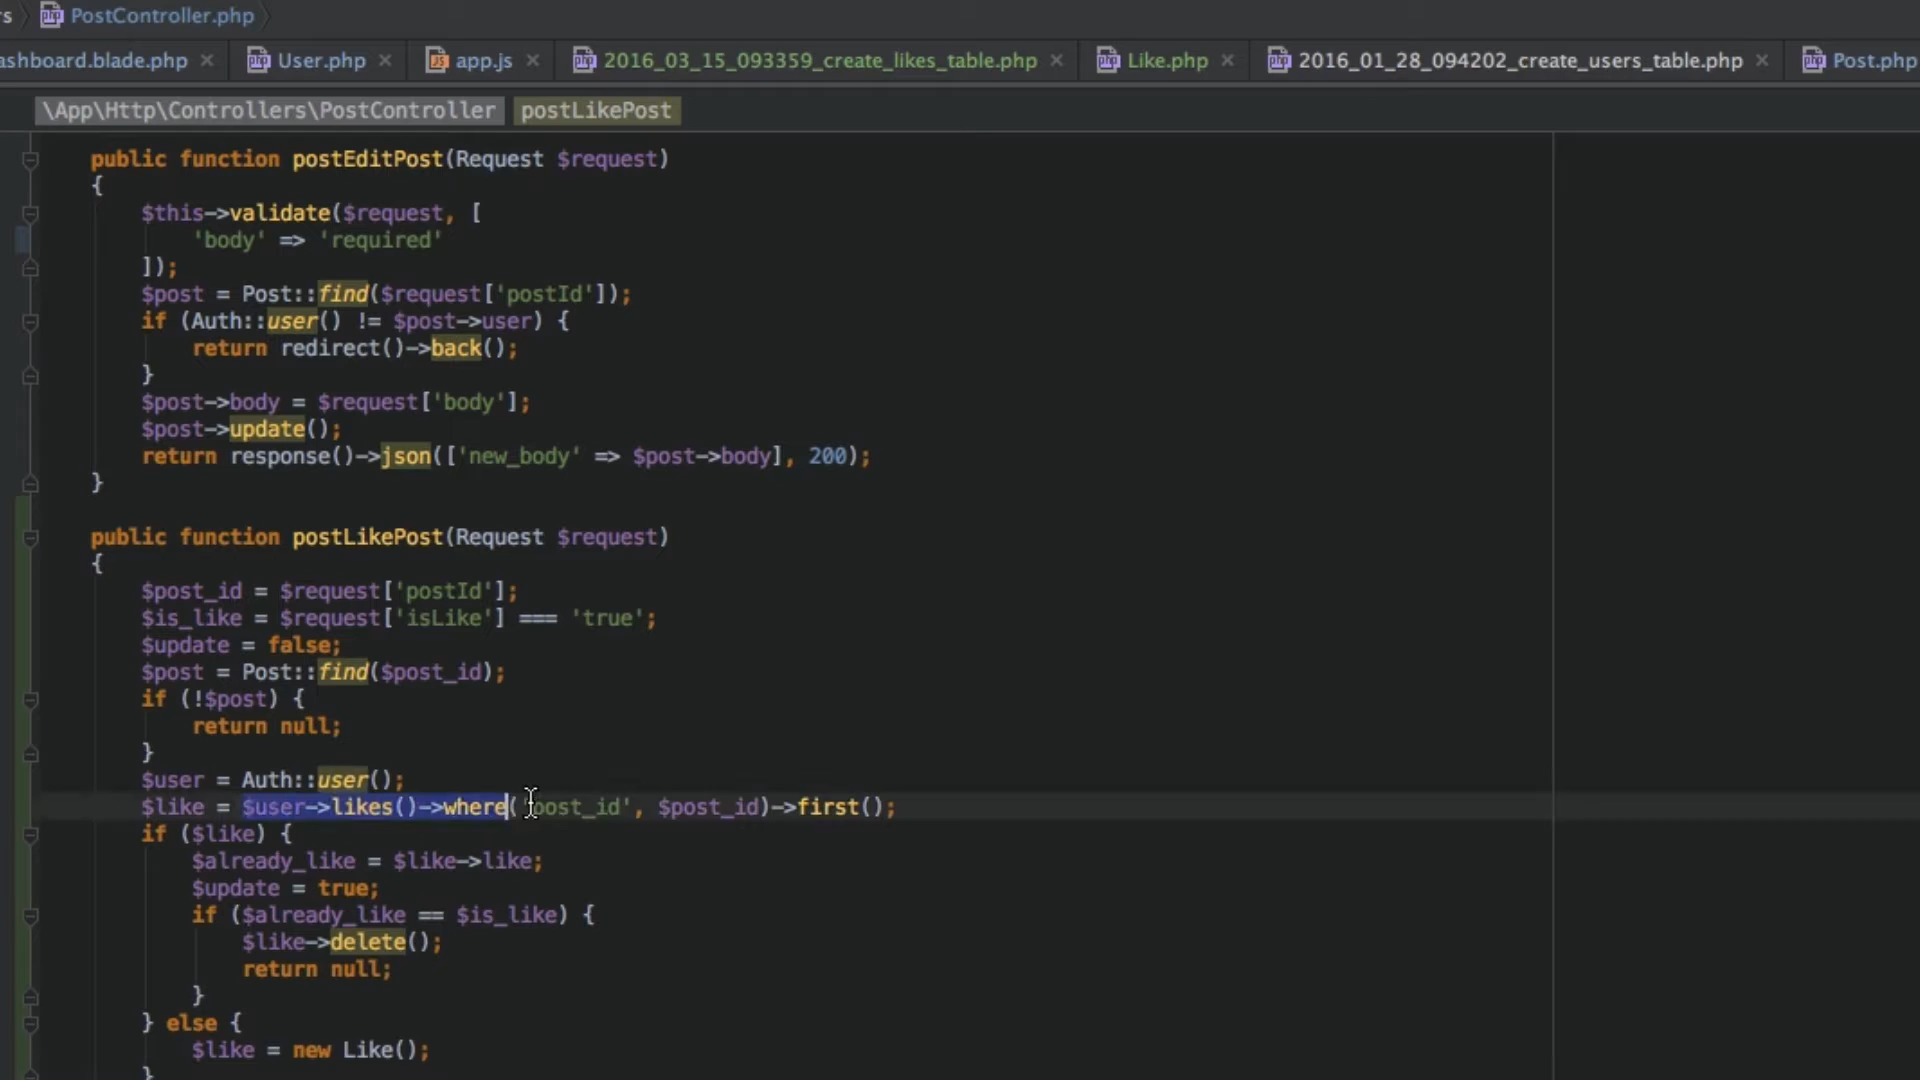 s PostController.php
ashboard.blade.php × User.php × app.js × 2016_03_15_093359_create_likes_table.php × Like.php × 2016_01_28_094202_create_users_table.php × Post.php
\App\Http\Controllers\PostController postLikePost
public function postEditPost(Request $request)
{
$this->validate($request, [
'body' => 'required'
]);
$post = Post::find($request['postId']);
if (Auth::user() != $post->user) {
return redirect()->back();
}
$post->body = $request['body'];
$post->update();
return response()->json(['new_body' => $post->body], 200);
}
public function postLikePost(Request $request)
{
$post_id = $request['postId'];
$is_like = $request['isLike'] === 'true';
$update = false;
$post = Post::find($post_id);
if (!$post) {
return null;
}
$user = Auth::user();
$like = $user->likes()->where('post_id', $post_id)->first();
if ($like) {
$already_like = $like->like;
$update = true;
if ($already_like == $is_like) {
$like->delete();
return null;
}
} else {
$like = new Like();
}